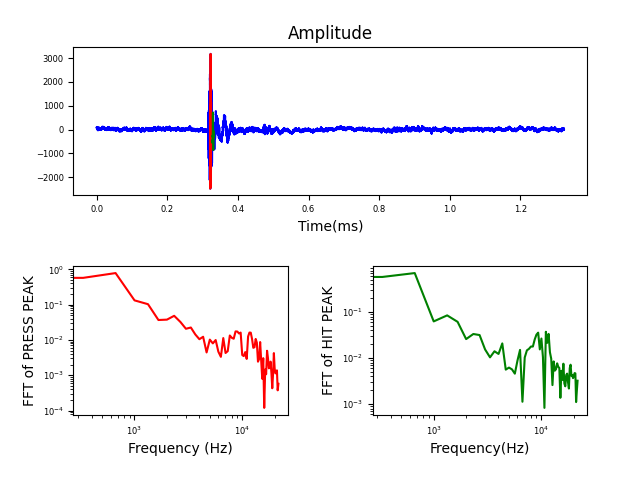 Amplitude
3000
2000
1000
0
−1000
−2000
0.0 0.2 0.4 0.6 0.8 1.0 1.2
Time(ms)
FFT of PRESS PEAK
10⁰
10⁻¹
10⁻²
10⁻³
10⁻⁴
10³ 10⁴
Frequency (Hz)
FFT of HIT PEAK
10⁻¹
10⁻²
10⁻³
10³ 10⁴
Frequency(Hz)